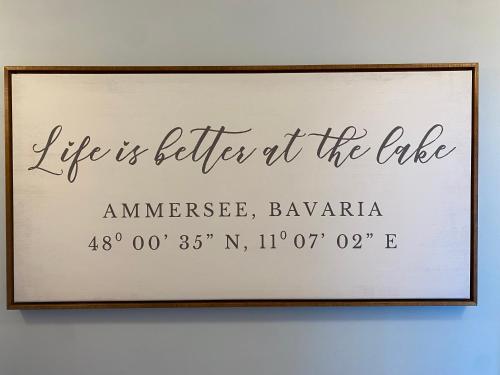 Life is better at the lake
AMMERSEE, BAVARIA
48⁰ 00’ 35” N, 11⁰ 07’ 02” E